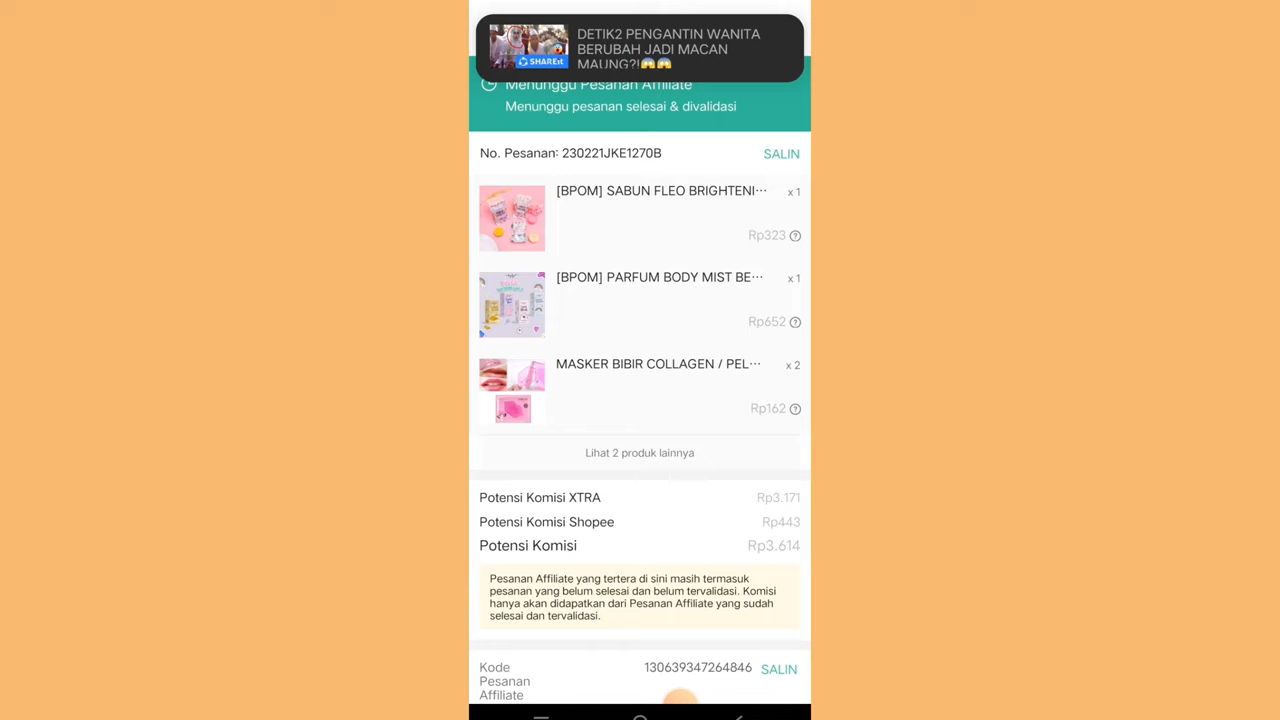 DETIK2 PENGANTIN WANITA
BERUBAH JADI MACAN
MAUNG?!😱😱
SHAREit
Menunggu Pesanan Affiliate
Menunggu pesanan selesai & divalidasi
No. Pesanan: 230221JKE1270B
SALIN
[BPOM] SABUN FLEO BRIGHTENI···
x 1
Rp323
[BPOM] PARFUM BODY MIST BE···
x 1
Rp652
MASKER BIBIR COLLAGEN / PEL···
x 2
Rp162
Lihat 2 produk lainnya
Potensi Komisi XTRA
Rp3.171
Potensi Komisi Shopee
Rp443
Potensi Komisi
Rp3.614
Pesanan Affiliate yang tertera di sini masih termasuk
pesanan yang belum selesai dan belum tervalidasi. Komisi
hanya akan didapatkan dari Pesanan Affiliate yang sudah
selesai dan tervalidasi.
Kode
Pesanan
Affiliate
130639347264846
SALIN